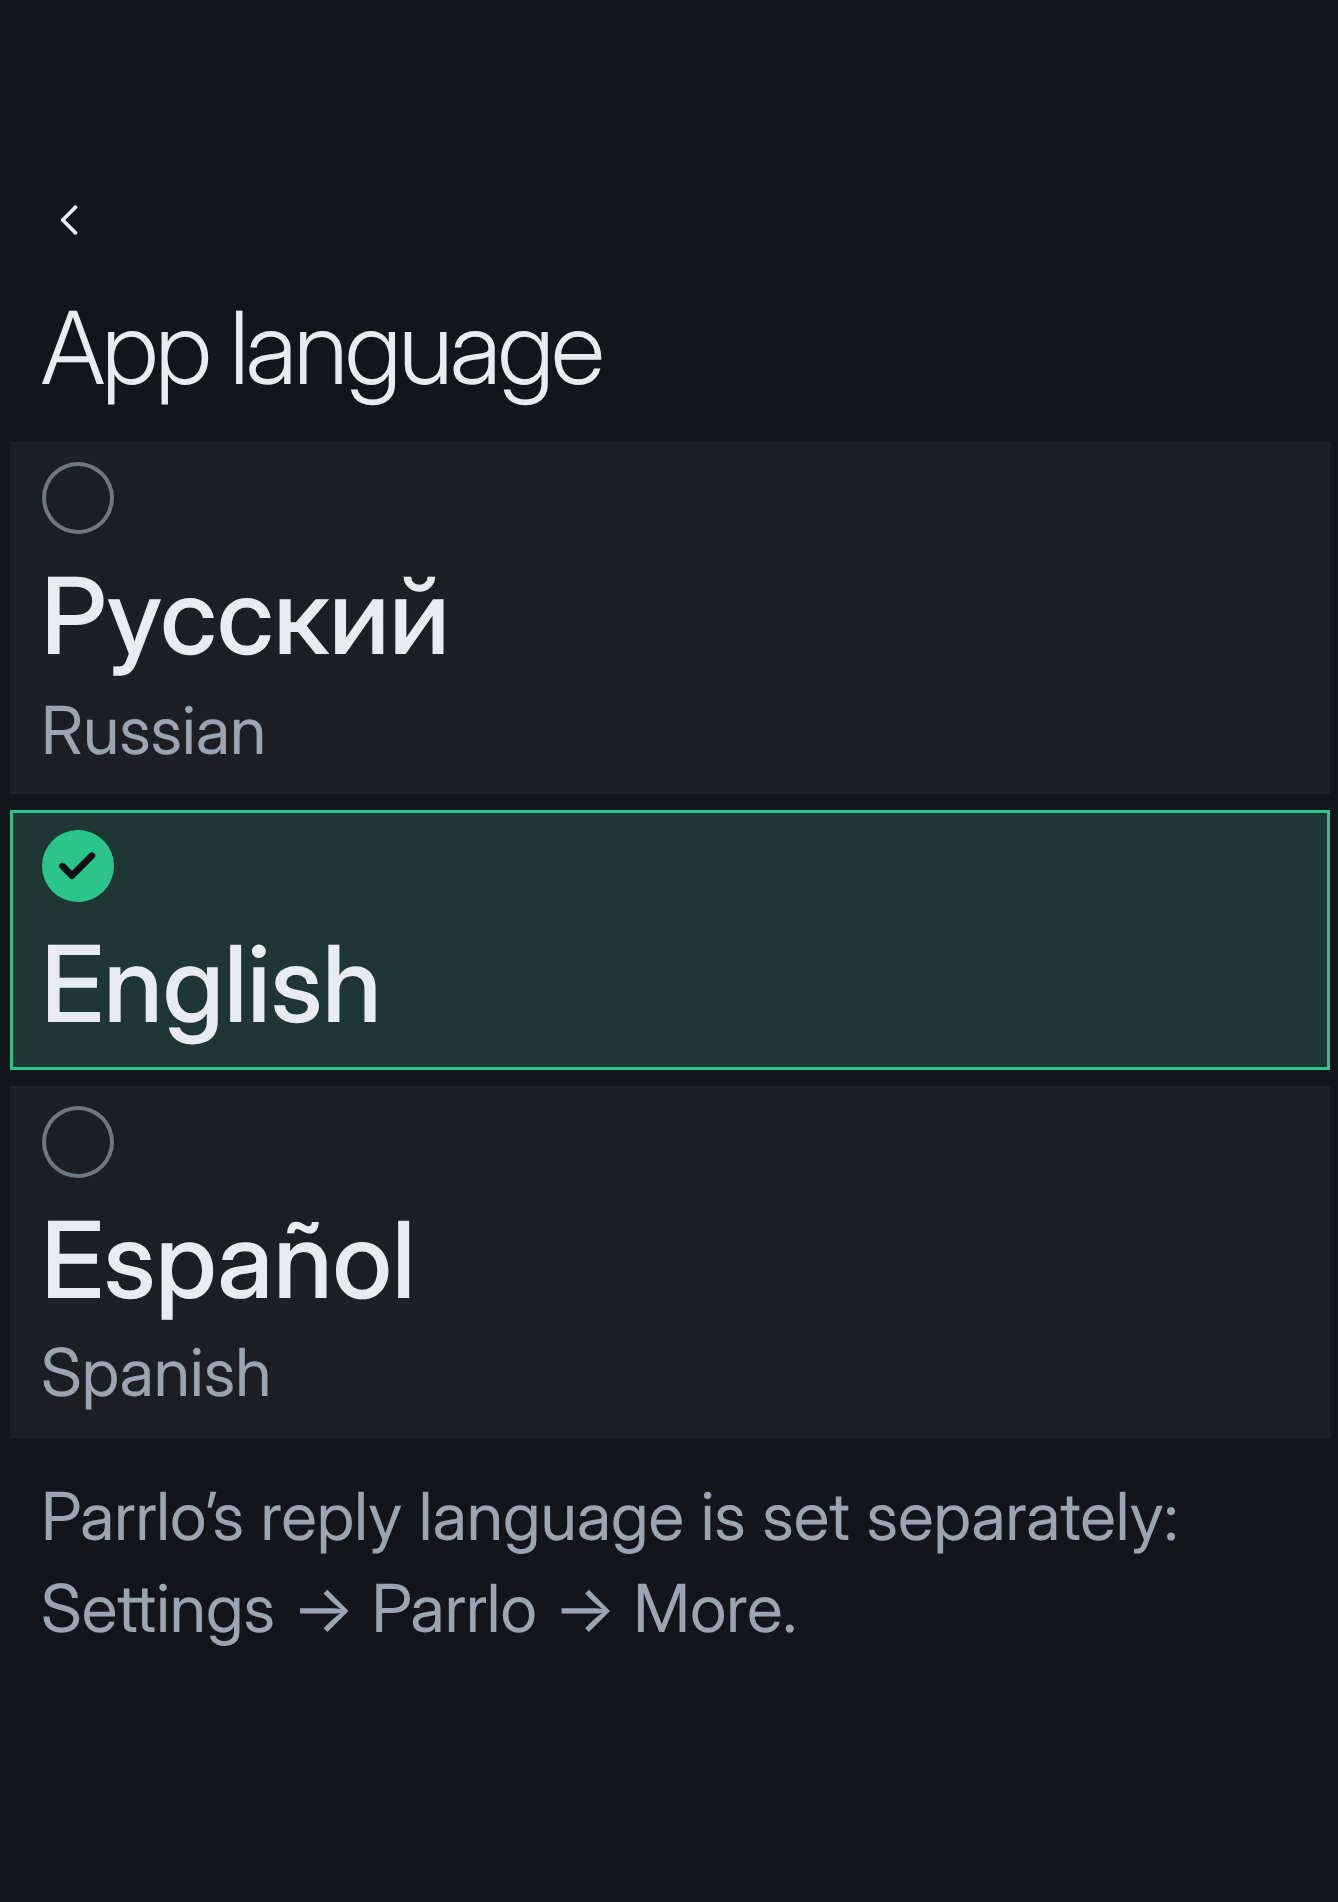 App language
Русский
Russian
English
Español
Spanish
Parrlo’s reply language is set separately:
Settings → Parrlo → More.